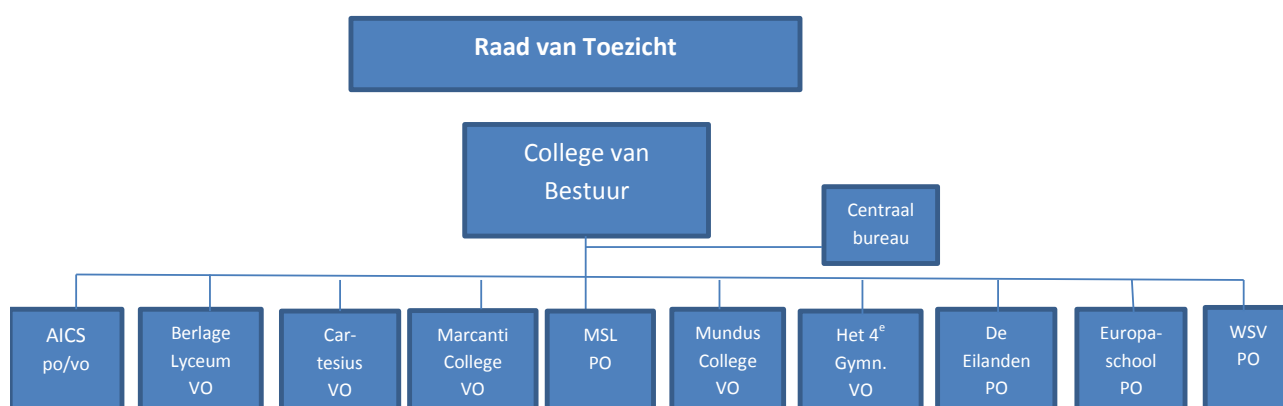 Raad van Toezicht
College van
Bestuur
Centraal
bureau
AICS
po/vo
Berlage
Lyceum
VO
Car-
tesius
VO
Marcanti
College
VO
MSL
PO
Mundus
College
VO
Het 4e
Gymn.
VO
De
Eilanden
PO
Europa-
school
PO
WSV
PO